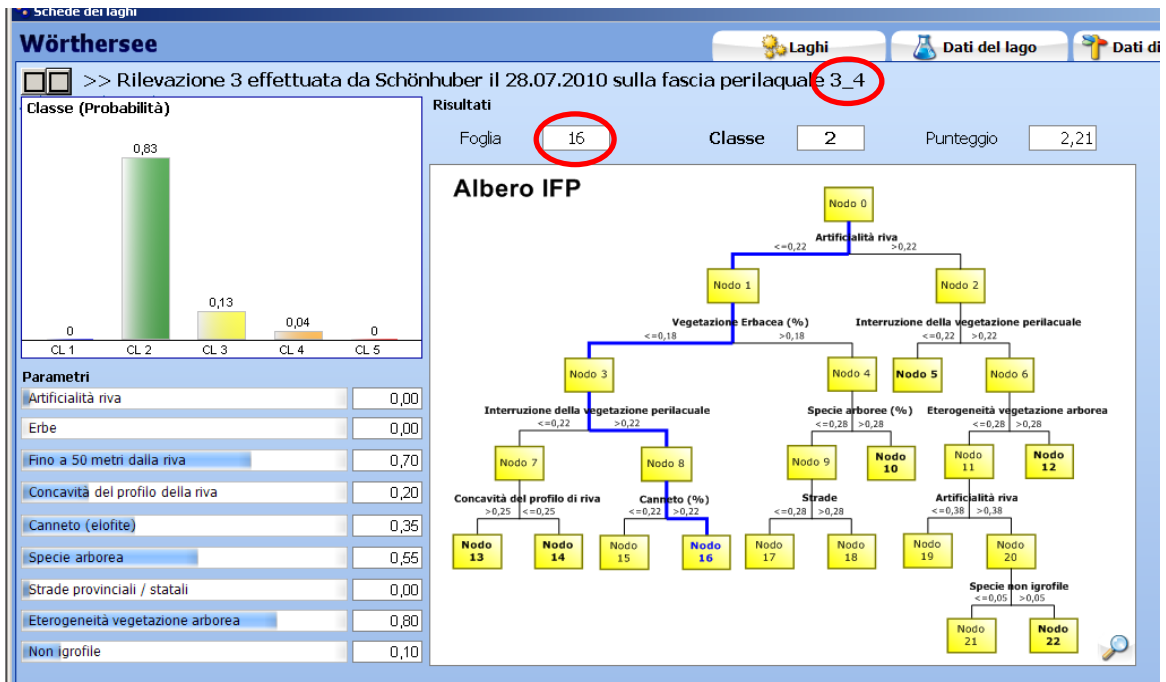 Schede dei laghi
Wörthersee
Laghi
Dati del lago
Dati di
>> Rilevazione 3 effettuata da Schönhuber il 28.07.2010 sulla fascia perilaquale 3_4
Classe (Probabilità)
0,83
0,13
0,04
0
0
CL 1
CL 2
CL 3
CL 4
CL 5
Parametri
Artificialità riva 0,00
Erbe 0,00
Fino a 50 metri dalla riva 0,70
Concavità del profilo della riva 0,20
Canneto (elofite) 0,35
Specie arborea 0,55
Strade provinciali / statali 0,00
Eterogeneità vegetazione arborea 0,80
Non igrofile 0,10
Risultati
Foglia 16 Classe 2 Punteggio 2,21
Albero IFP
Nodo 0
Artificialità riva
<=0,22 >0,22
Nodo 1 Nodo 2
Vegetazione Erbacea (%) Interruzione della vegetazione perilacuale
<=0,18 >0,18 <=0,22 >0,22
Nodo 3 Nodo 4 Nodo 5 Nodo 6
Interruzione della vegetazione perilacuale Specie arboree (%) Eterogeneità vegetazione arborea
<=0,22 >0,22 <=0,28 >0,28 <=0,28 >0,28
Nodo 7 Nodo 8 Nodo 9 Nodo 10 Nodo 11 Nodo 12
Concavità del profilo di riva Canneto (%) Strade Artificialità riva
>0,25 <=0,25 <=0,22 >0,22 <=0,28 >0,28 <=0,38 >0,38
Nodo 13 Nodo 14 Nodo 15 Nodo 16 Nodo 17 Nodo 18 Nodo 19 Nodo 20
Specie non igrofile
<=0,05 >0,05
Nodo 21 Nodo 22